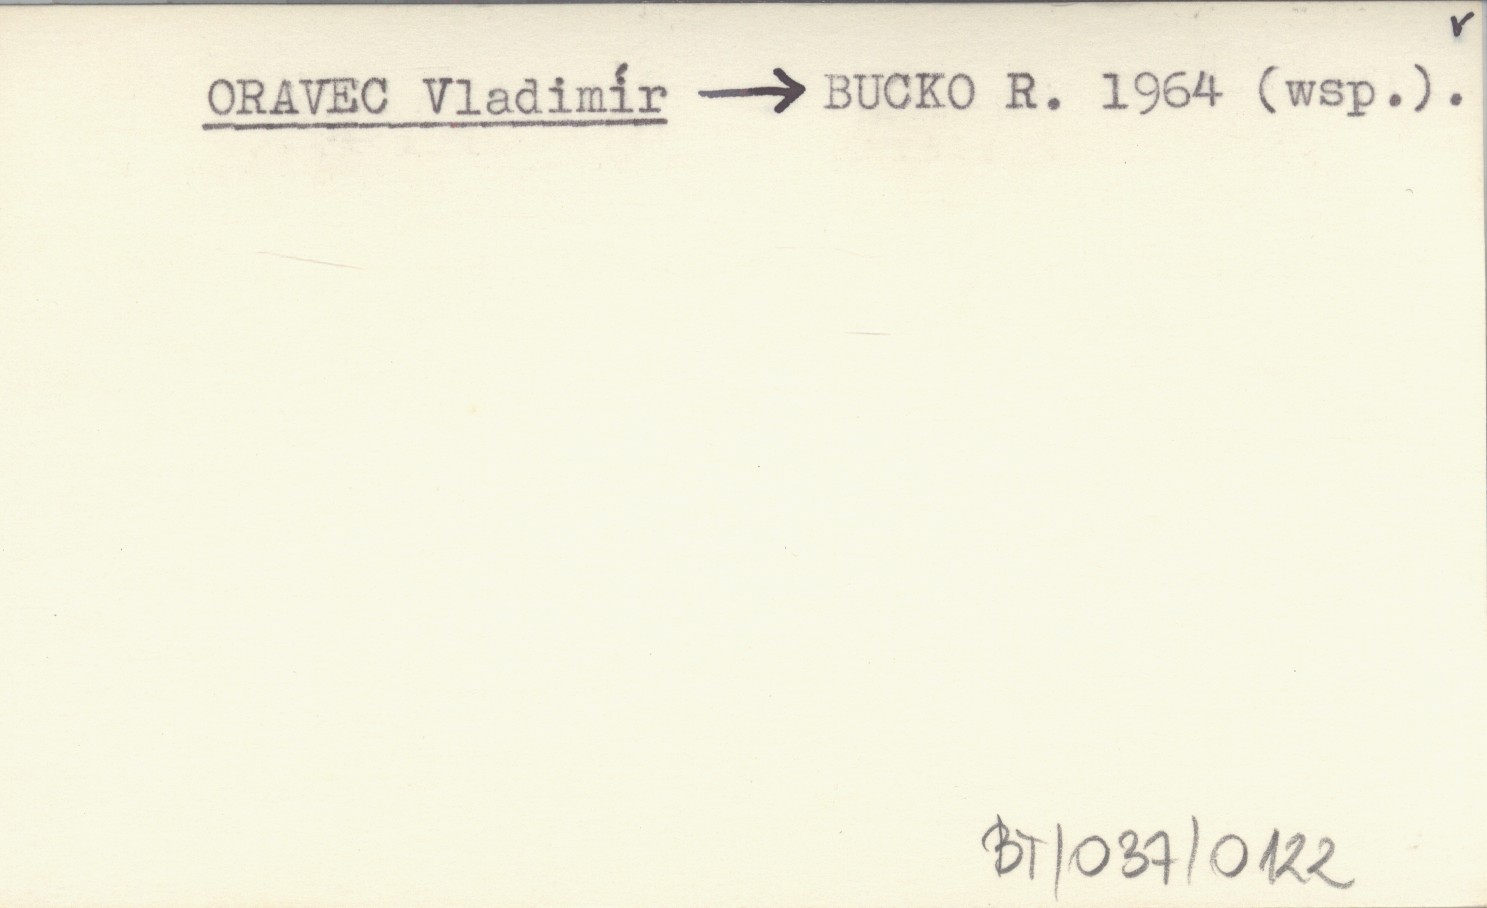 ORAVEC Vladimír → BUCKO R. 1964 (wsp.).
BT/037/0122